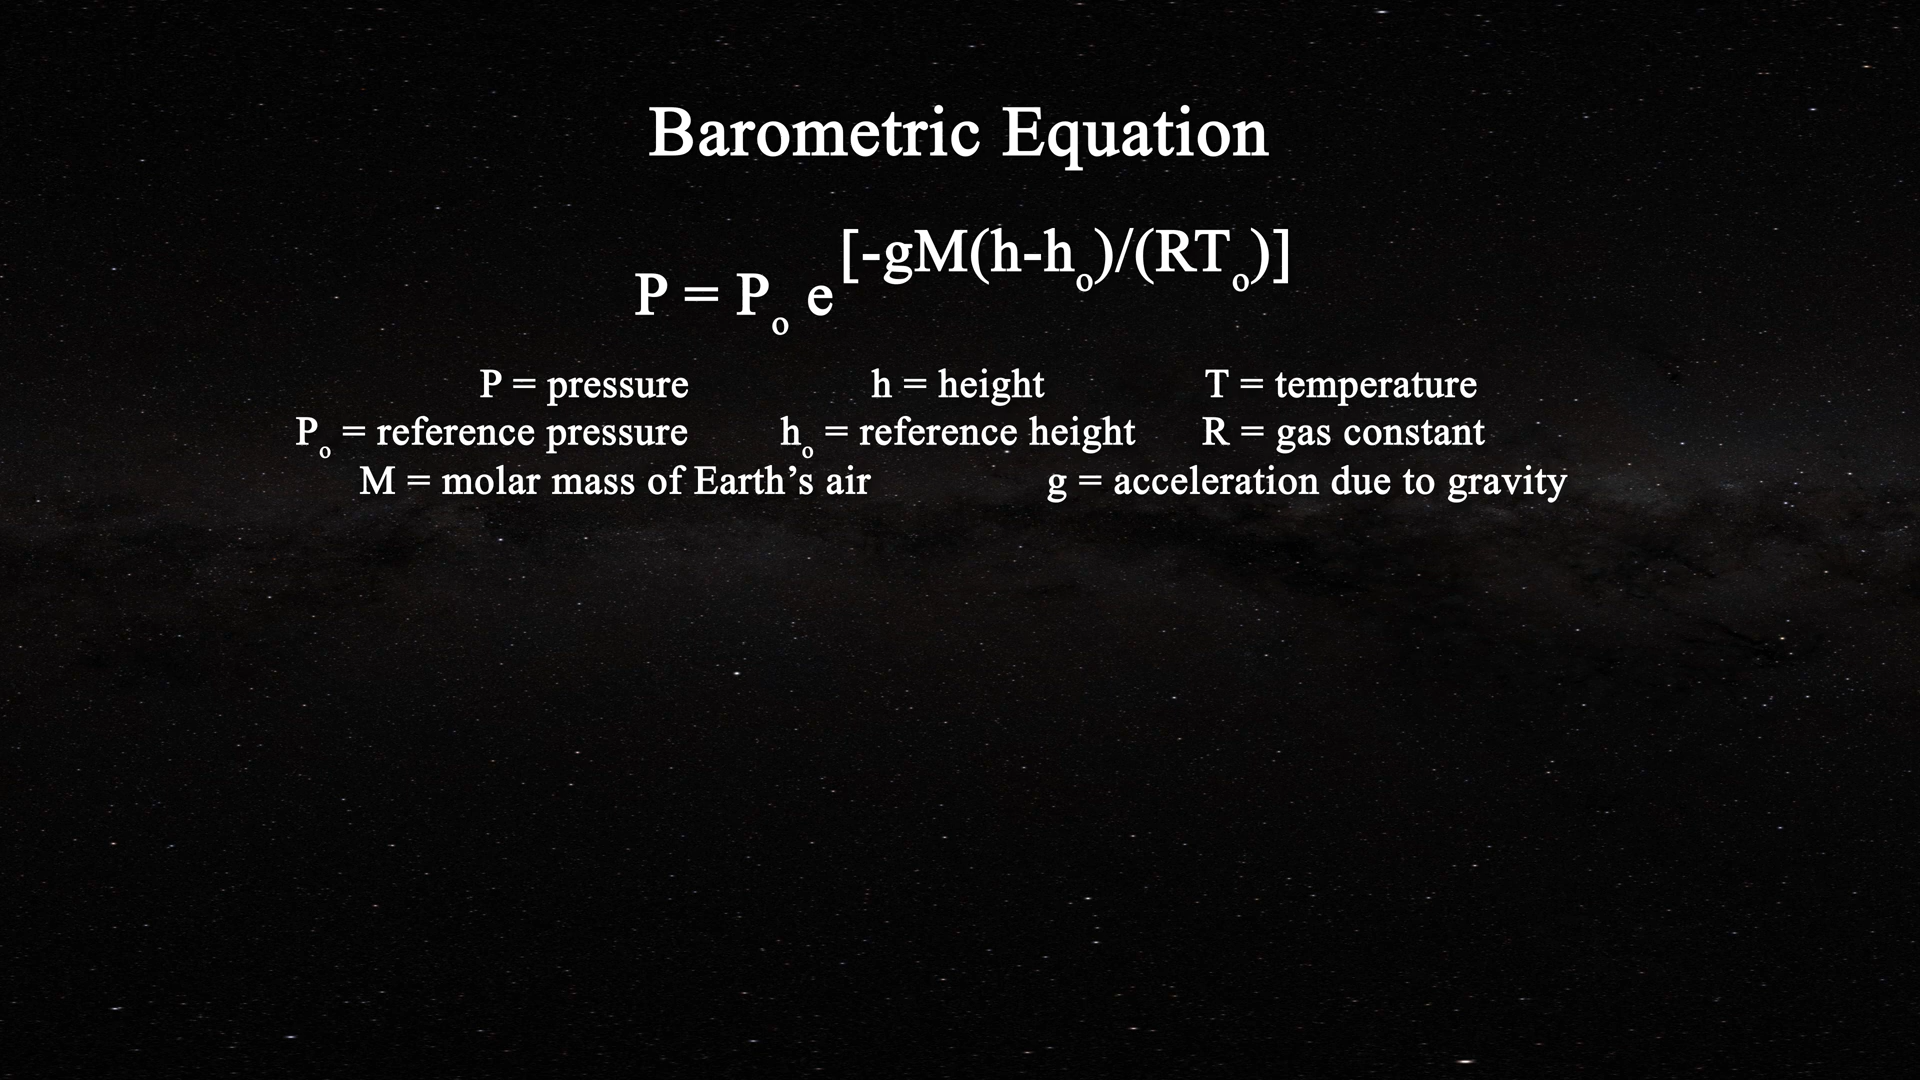 Barometric Equation
P = Pₒ e^[-gM(h-hₒ)/(RTₒ)]
P = pressure h = height T = temperature
Pₒ = reference pressure hₒ = reference height R = gas constant
M = molar mass of Earth’s air g = acceleration due to gravity